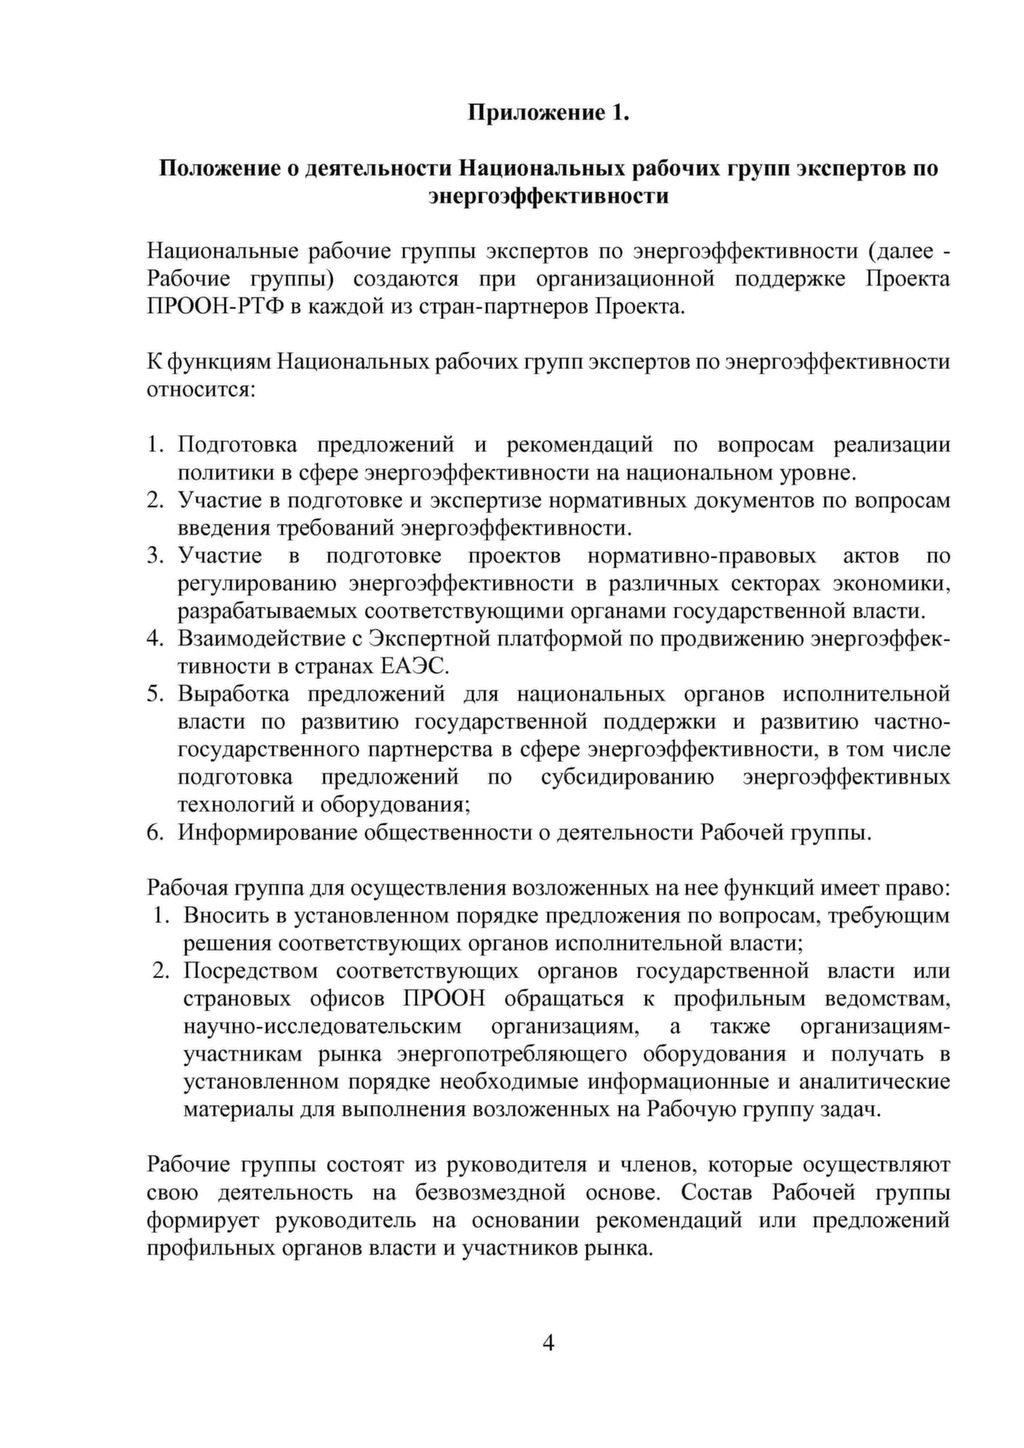 Приложение 1.
Положение о деятельности Национальных рабочих групп экспертов по
энергоэффективности
Национальные рабочие группы экспертов по энергоэффективности (далее -
Рабочие группы) создаются при организационной поддержке Проекта
ПРООН-РТФ в каждой из стран-партнеров Проекта.
К функциям Национальных рабочих групп экспертов по энергоэффективности
относится:
1. Подготовка предложений и рекомендаций по вопросам реализации
политики в сфере энергоэффективности на национальном уровне.
2. Участие в подготовке и экспертизе нормативных документов по вопросам
введения требований энергоэффективности.
3. Участие в подготовке проектов нормативно-правовых актов по
регулированию энергоэффективности в различных секторах экономики,
разрабатываемых соответствующими органами государственной власти.
4. Взаимодействие с Экспертной платформой по продвижению энергоэффек-
тивности в странах ЕАЭС.
5. Выработка предложений для национальных органов исполнительной
власти по развитию государственной поддержки и развитию частно-
государственного партнерства в сфере энергоэффективности, в том числе
подготовка предложений по субсидированию энергоэффективных
технологий и оборудования;
6. Информирование общественности о деятельности Рабочей группы.
Рабочая группа для осуществления возложенных на нее функций имеет право:
1. Вносить в установленном порядке предложения по вопросам, требующим
решения соответствующих органов исполнительной власти;
2. Посредством соответствующих органов государственной власти или
страновых офисов ПРООН обращаться к профильным ведомствам,
научно-исследовательским организациям, а также организациям-
участникам рынка энергопотребляющего оборудования и получать в
установленном порядке необходимые информационные и аналитические
материалы для выполнения возложенных на Рабочую группу задач.
Рабочие группы состоят из руководителя и членов, которые осуществляют
свою деятельность на безвозмездной основе. Состав Рабочей группы
формирует руководитель на основании рекомендаций или предложений
профильных органов власти и участников рынка.
4